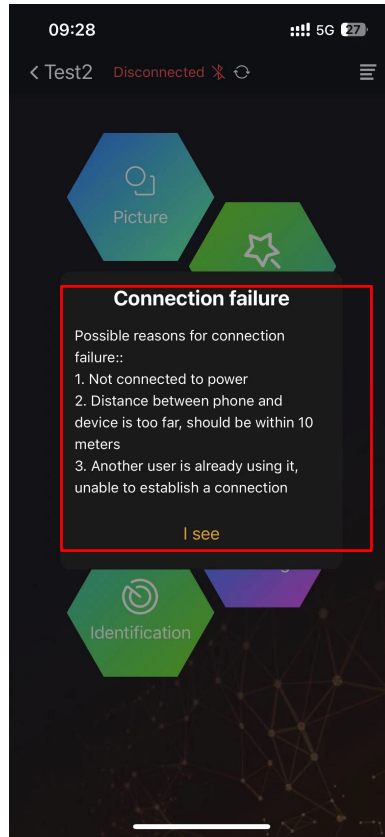 09:28
5G 27
Test2 Disconnected
Picture
Connection failure
Possible reasons for connection
failure::
1. Not connected to power
2. Distance between phone and
device is too far, should be within 10
meters
3. Another user is already using it,
unable to establish a connection
I see
Identification